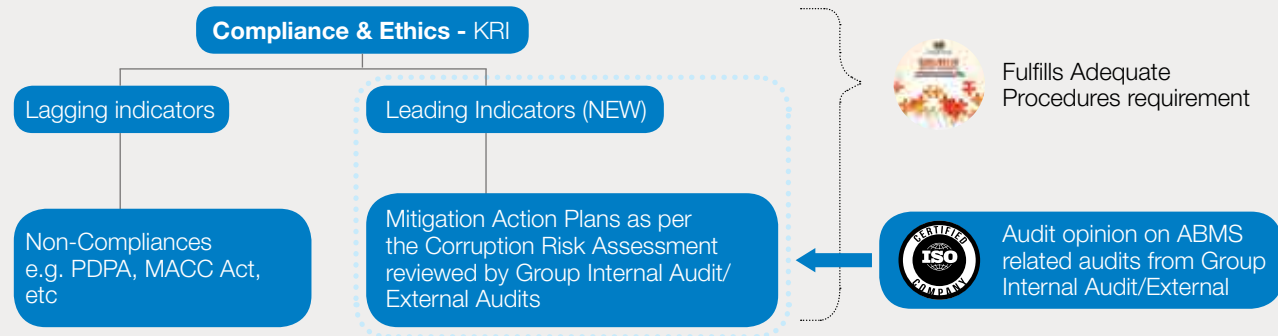 Compliance & Ethics - KRI
Lagging indicators
Leading Indicators (NEW)
Fulfills Adequate
Procedures requirement
Non-Compliances
e.g. PDPA, MACC Act,
etc
Mitigation Action Plans as per
the Corruption Risk Assessment
reviewed by Group Internal Audit/
External Audits
CERTIFIED
ISO
COMPANY
Audit opinion on ABMS
related audits from Group
Internal Audit/External